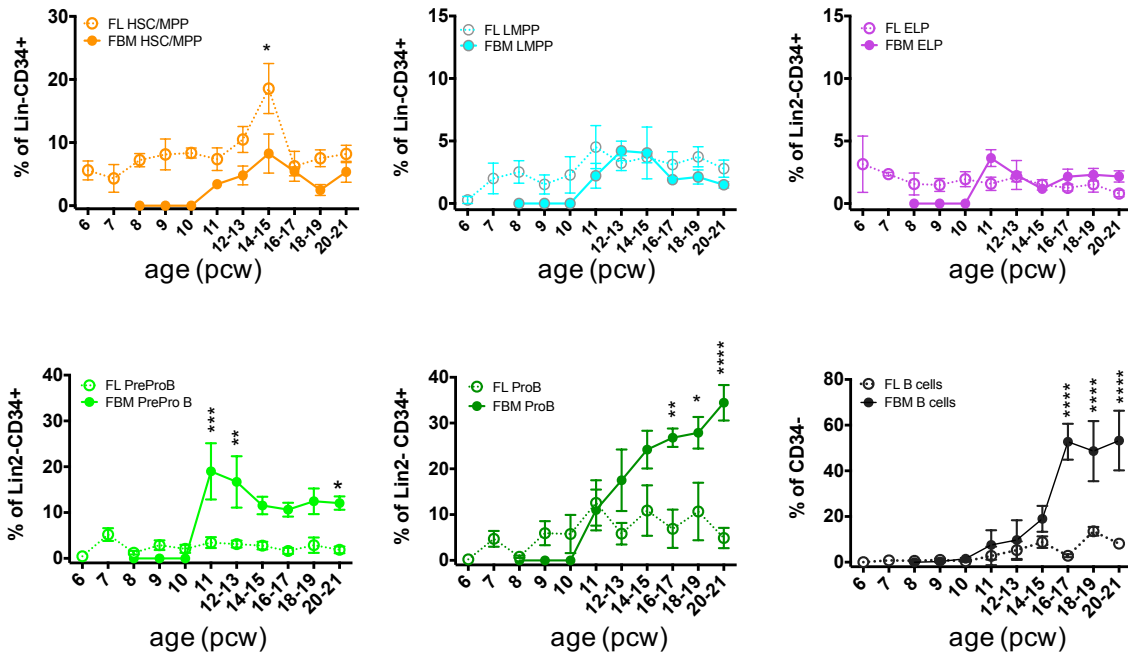 FL HSC/MPP
FBM HSC/MPP
% of Lin-CD34+
30
20
10
0
*
6 7 8 9 10 11 12-13 14-15 16-17 18-19 20-21
age (pcw)
FL LMPP
FBM LMPP
% of Lin-CD34+
15
10
5
0
6 7 8 9 10 11 12-13 14-15 16-17 18-19 20-21
age (pcw)
FL ELP
FBM ELP
% of Lin2-CD34+
15
10
5
0
6 7 8 9 10 11 12-13 14-15 16-17 18-19 20-21
age (pcw)
FL PreProB
FBM PrePro B
% of Lin2-CD34+
40
30
20
10
0
*** ** *
6 7 8 9 10 11 12-13 14-15 16-17 18-19 20-21
age (pcw)
FL ProB
FBM ProB
% of Lin2- CD34+
40
30
20
10
0
** * ****
6 7 8 9 10 11 12-13 14-15 16-17 18-19 20-21
age (pcw)
FL B cells
FBM B cells
% of CD34-
80
60
40
20
0
**** **** ****
6 7 8 9 10 11 12-13 14-15 16-17 18-19 20-21
age (pcw)